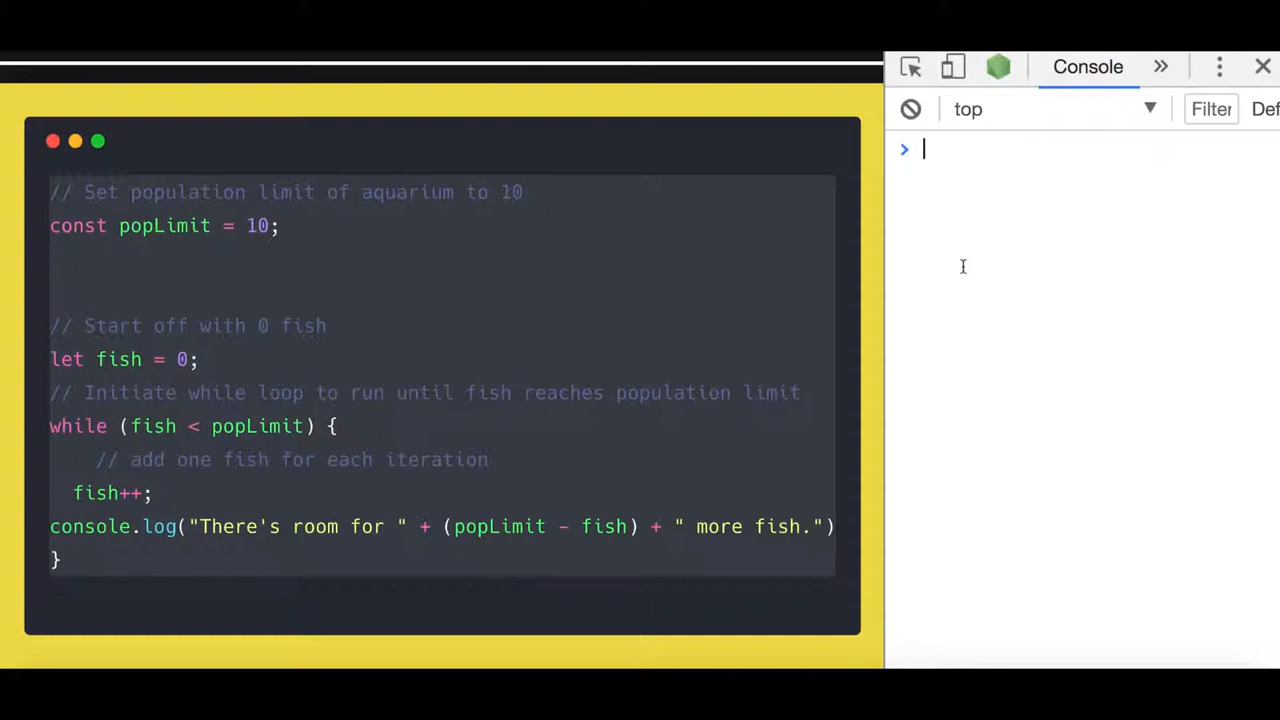 // Set population limit of aquarium to 10
const popLimit = 10;
// Start off with 0 fish
let fish = 0;
// Initiate while loop to run until fish reaches population limit
while (fish < popLimit) {
// add one fish for each iteration
fish++;
console.log("There's room for " + (popLimit - fish) + " more fish.")
}
Console »
top ▼ Filter Def
>